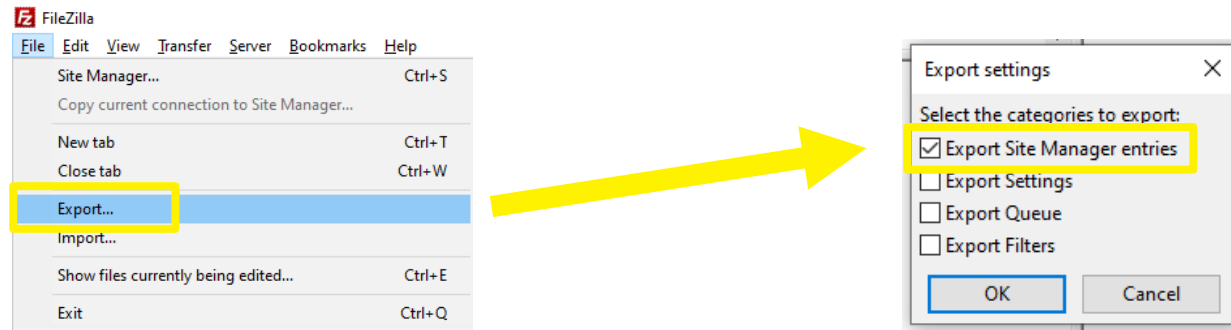 FileZilla
File Edit View Transfer Server Bookmarks Help
Site Manager... Ctrl+S
Copy current connection to Site Manager...
New tab Ctrl+T
Close tab Ctrl+W
Export...
Import...
Show files currently being edited... Ctrl+E
Exit Ctrl+Q
Export settings
Select the categories to export:
Export Site Manager entries
Export Settings
Export Queue
Export Filters
OK Cancel